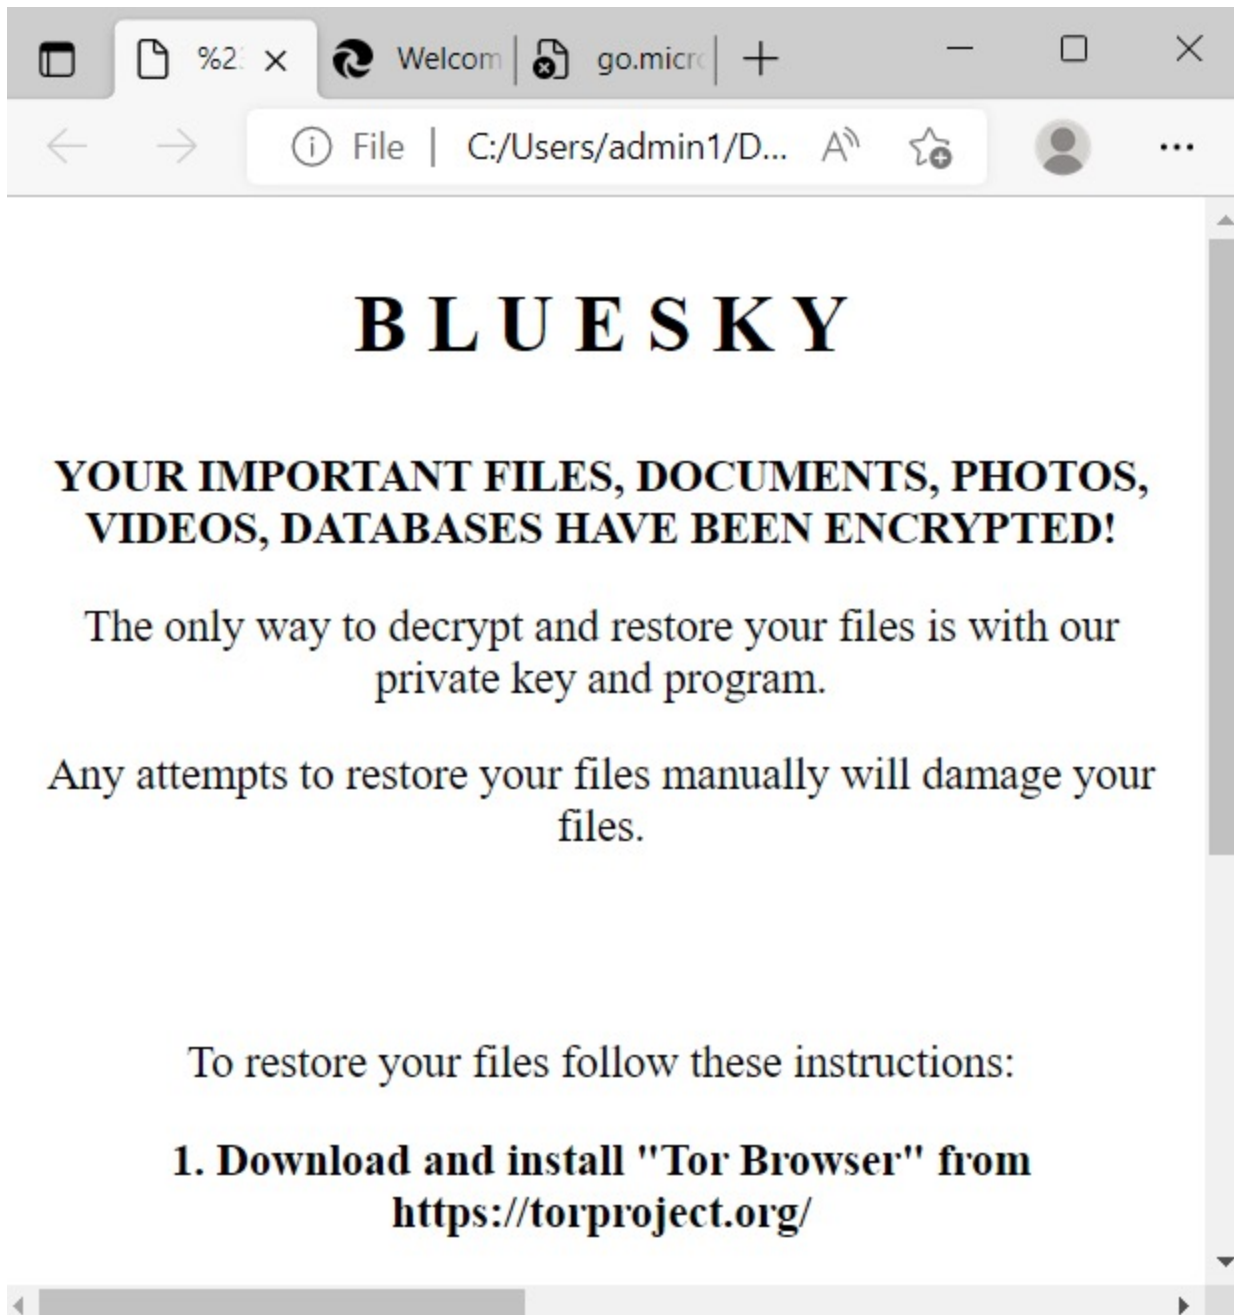 %2
Welcom
go.micr
File | C:/Users/admin1/D...
B L U E S K Y
YOUR IMPORTANT FILES, DOCUMENTS, PHOTOS,
VIDEOS, DATABASES HAVE BEEN ENCRYPTED!
The only way to decrypt and restore your files is with our
private key and program.
Any attempts to restore your files manually will damage your
files.
To restore your files follow these instructions:
1. Download and install "Tor Browser" from
https://torproject.org/